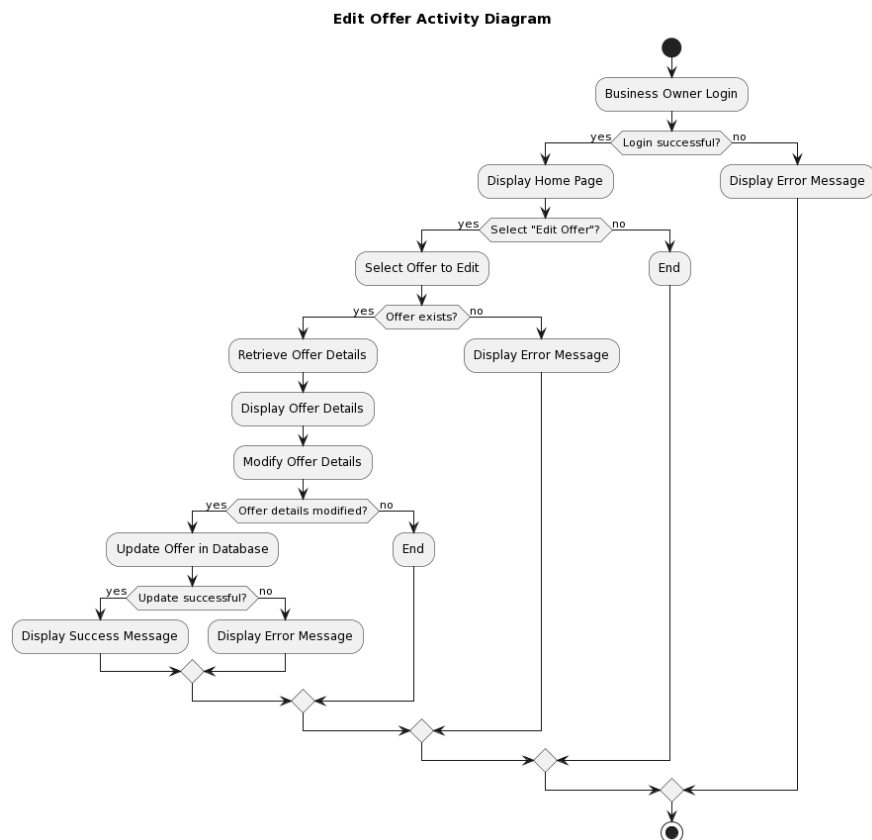 Edit Offer Activity Diagram
Business Owner Login
yes
Login successful?
no
Display Home Page
Display Error Message
yes
Select "Edit Offer"?
no
Select Offer to Edit
End
yes
Offer exists?
no
Retrieve Offer Details
Display Error Message
Display Offer Details
Modify Offer Details
yes
Offer details modified?
no
Update Offer in Database
End
yes
Update successful?
no
Display Success Message
Display Error Message